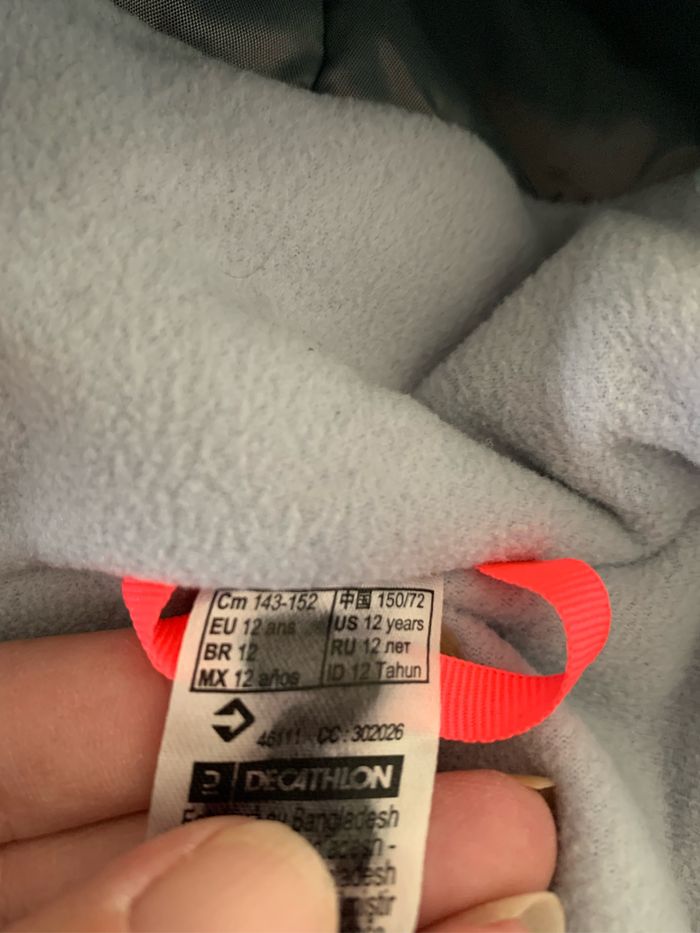 Cm 143-152 中国 150/72
EU 12 ans US 12 years
BR 12 RU 12 лет
MX 12 años ID 12 Tahun
CC: 302026
DECATHLON
Bangladesh